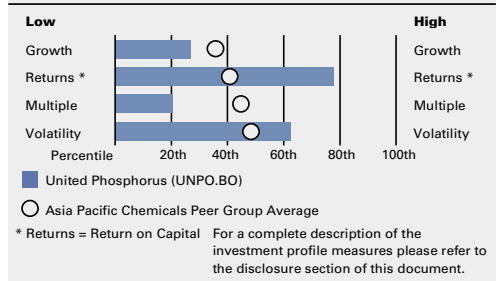 Low High
Growth Growth
Returns * Returns *
Multiple Multiple
Volatility Volatility
Percentile 20th 40th 60th 80th 100th
United Phosphorus (UNPO.BO)
Asia Pacific Chemicals Peer Group Average
* Returns = Return on Capital For a complete description of the
investment profile measures please refer to
the disclosure section of this document.